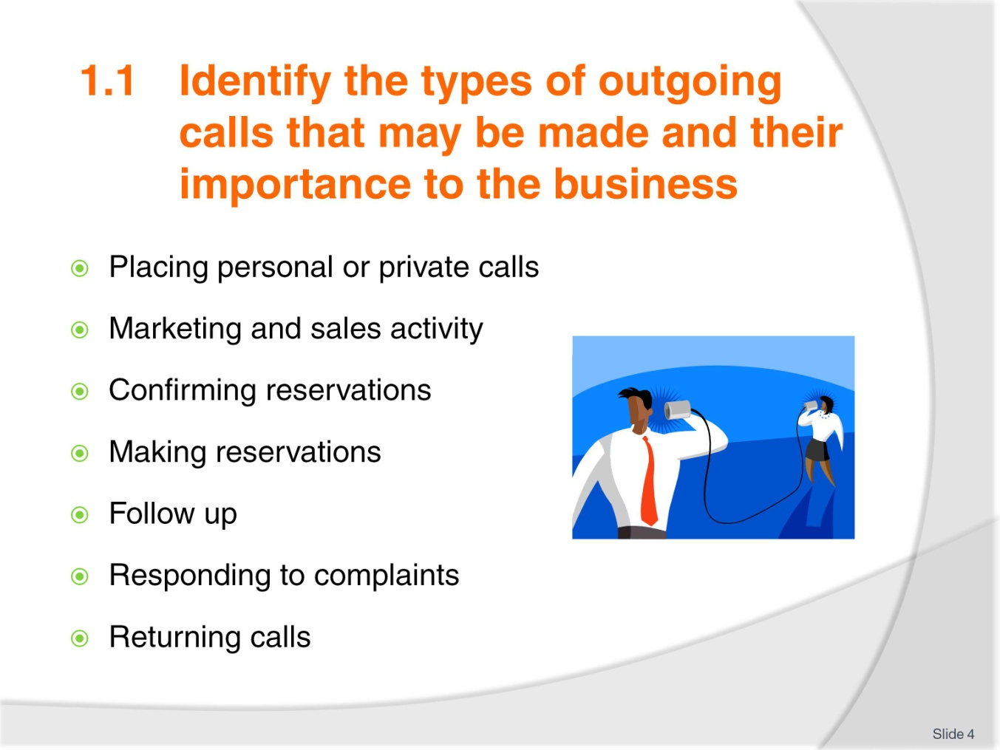 1.1 Identify the types of outgoing
calls that may be made and their
importance to the business
Placing personal or private calls
Marketing and sales activity
Confirming reservations
Making reservations
Follow up
Responding to complaints
Returning calls
Slide 4